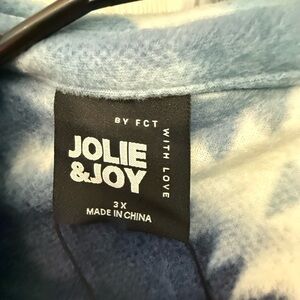 BY FCT
WITH LOVE
JOLIE
&JOY
3X
MADE IN CHINA